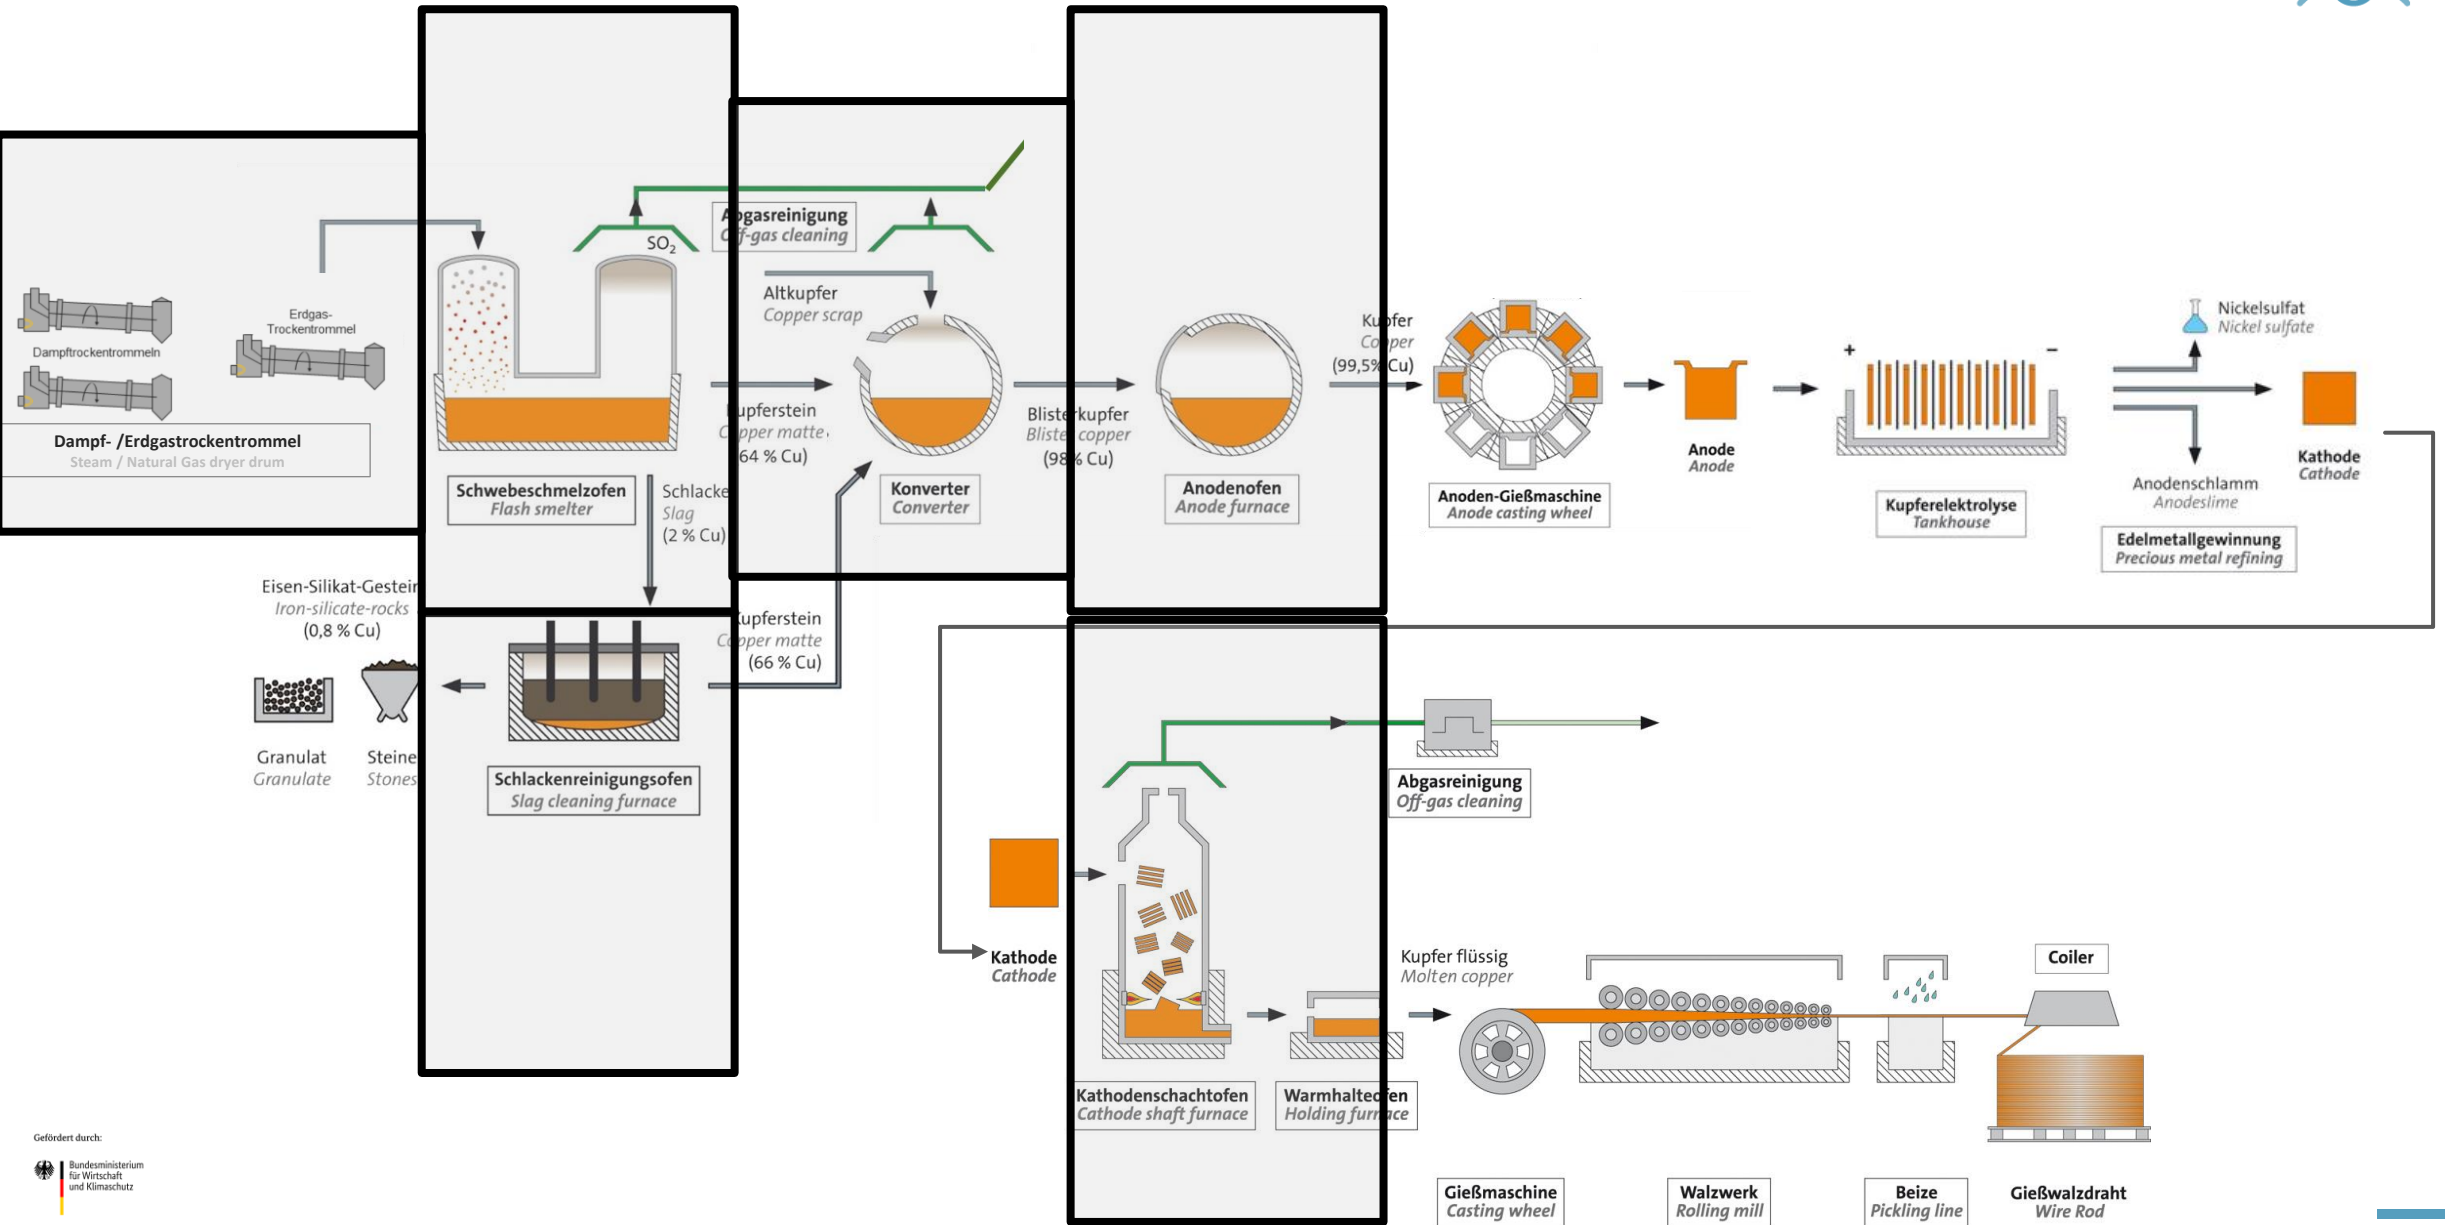 SO2
Abgasreinigung
Off-gas cleaning
Altkupfer
Copper scrap
Erdgas-
Trockentrommel
Dampftrockentrommeln
Dampf- /Erdgastrockentrommel
Steam / Natural Gas dryer drum
Kupferstein
Copper matte
(64 % Cu)
Schwebeschmelzofen
Flash smelter
Schlacke
Slag
(2 % Cu)
Konverter
Converter
Blisterkupfer
Blister copper
(98 % Cu)
Anodenofen
Anode furnace
Kupfer
Copper
(99,5% Cu)
Anoden-Gießmaschine
Anode casting wheel
Anode
Anode
+
–
Kupferelektrolyse
Tankhouse
Nickelsulfat
Nickel sulfate
Kathode
Cathode
Anodenschlamm
Anodeslime
Edelmetallgewinnung
Precious metal refining
Eisen-Silikat-Gestein
Iron-silicate-rocks
(0,8 % Cu)
Granulat
Granulate
Steine
Stones
Kupferstein
Copper matte
(66 % Cu)
Schlackenreinigungsofen
Slag cleaning furnace
Abgasreinigung
Off-gas cleaning
Kathode
Cathode
Kupfer flüssig
Molten copper
Coiler
Kathodenschachtofen
Cathode shaft furnace
Warmhalteofen
Holding furnace
Gießmaschine
Casting wheel
Walzwerk
Rolling mill
Beize
Pickling line
Gießwalzdraht
Wire Rod
Gefördert durch:
Bundesministerium
für Wirtschaft
und Klimaschutz